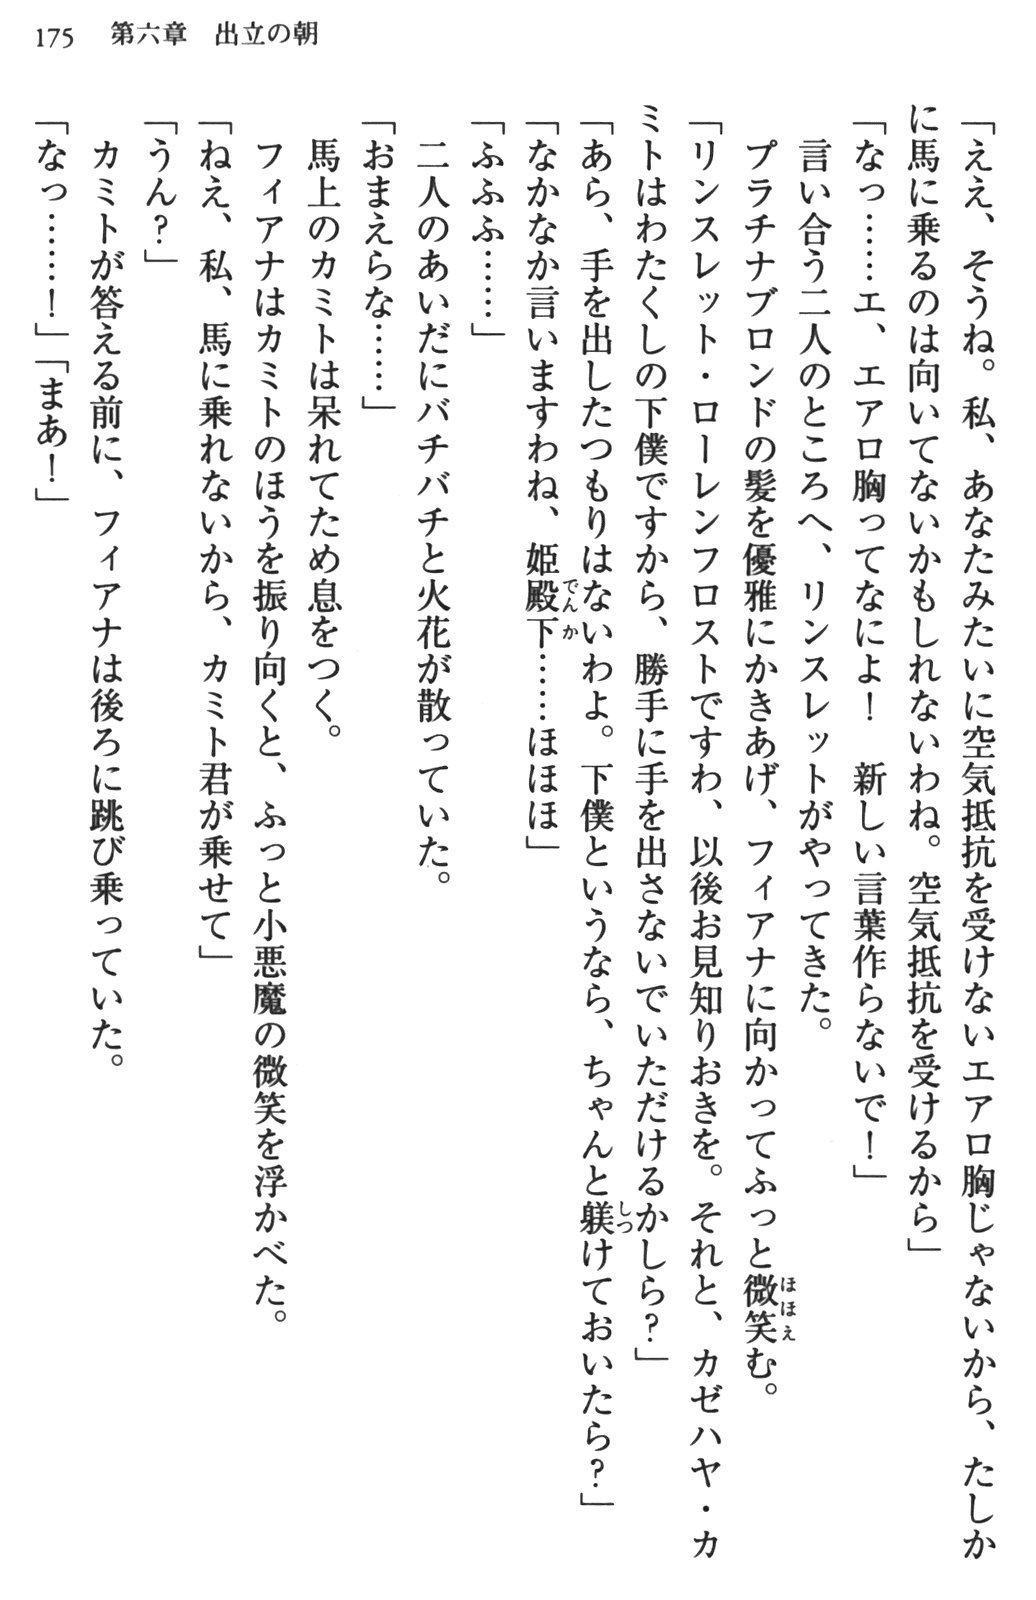 175 第六章 出立の朝
「ええ、そうね。私、あなたみたいに空気抵抗を受けないエアロ胸じゃないから、たしか
に馬に乗るのは向いてないかもしれないわね。空気抵抗を受けるから」
「なっ……エ、エアロ胸ってなによ！　新しい言葉作らないで！」
　言い合う二人のところへ、リンスレットがやってきた。
　プラチナブロンドの髪を優雅にかきあげ、フィアナに向かってふっと微笑む。
「リンスレット・ローレンフロストですわ、以後お見知りおきを。それと、カゼハヤ・カ
ミトはわたくしの下僕ですから、勝手に手を出さないでいただけるかしら？」
「あら、手を出したつもりはないわよ。下僕というなら、ちゃんと躾けておいたら？」
「なかなか言いますわね、姫殿下……ほほほ」
「ふふふ……」
　二人のあいだにバチバチと火花が散っていた。
「おまえらな……」
　馬上のカミトは呆れてため息をつく。
　フィアナはカミトのほうを振り向くと、ふっと小悪魔の微笑を浮かべた。
「ねえ、私、馬に乗れないから、カミト君が乗せて」
「うん？」
　カミトが答える前に、フィアナは後ろに跳び乗っていた。
「なっ……！」「まあ！」